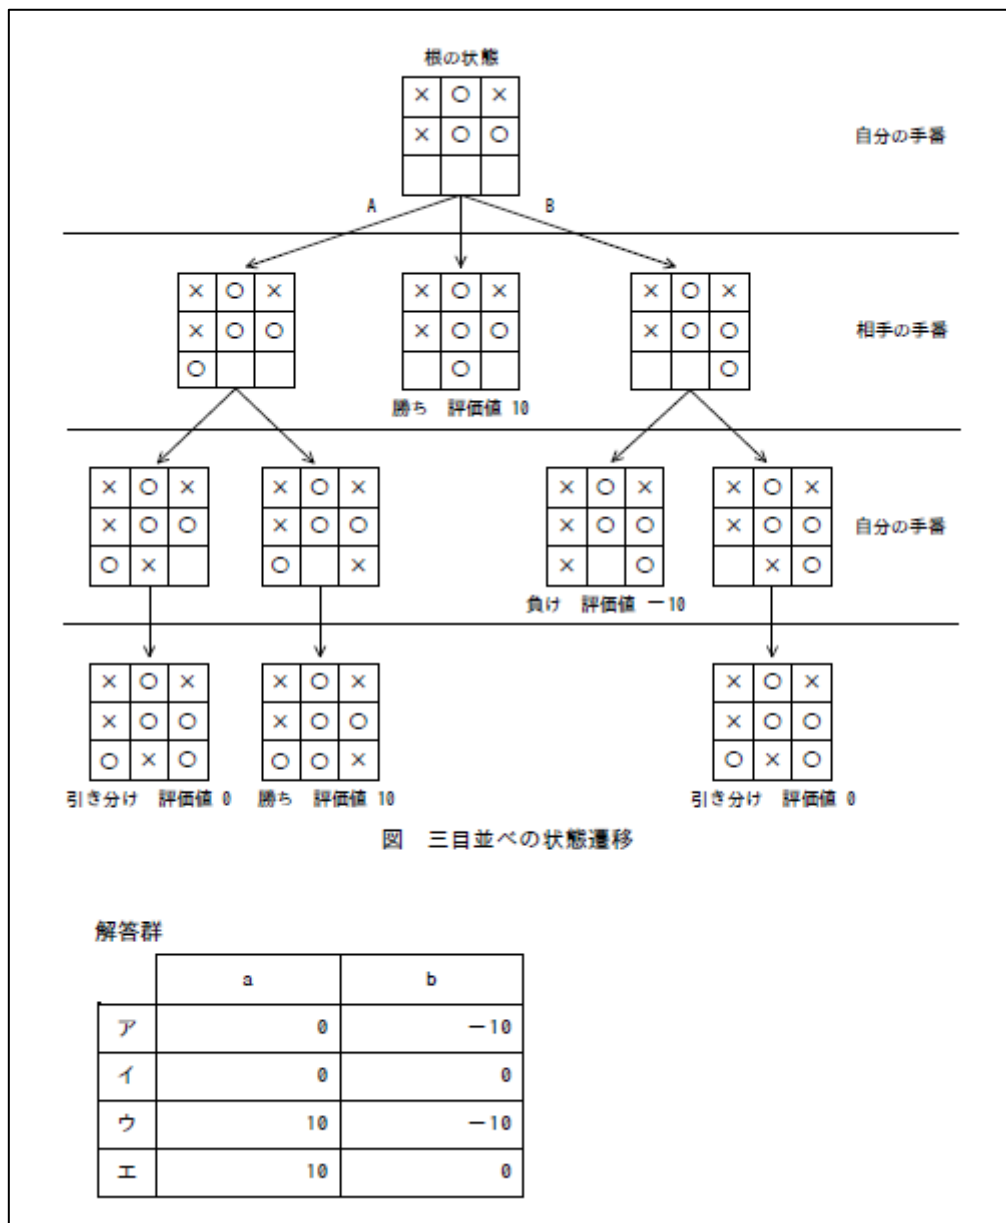 根の状態
× ○ ×
× ○ ○
自分の手番
A B
× ○ × × ○ × × ○ ×
× ○ ○ × ○ ○ × ○ ○
相手の手番
○ ○ ○
勝ち 評価値 10
× ○ × × ○ × × ○ × × ○ ×
× ○ ○ × ○ ○ × ○ ○ × ○ ○
自分の手番
○ × ○ × × ○ × ○
負け 評価値 -10
× ○ × × ○ × × ○ ×
× ○ ○ × ○ ○ × ○ ○
○ × ○ ○ ○ × ○ × ○
引き分け 評価値 0 勝ち 評価値 10 引き分け 評価値 0
図 三目並べの状態遷移
解答群
a b
ア 0 -10
イ 0 0
ウ 10 -10
エ 10 0